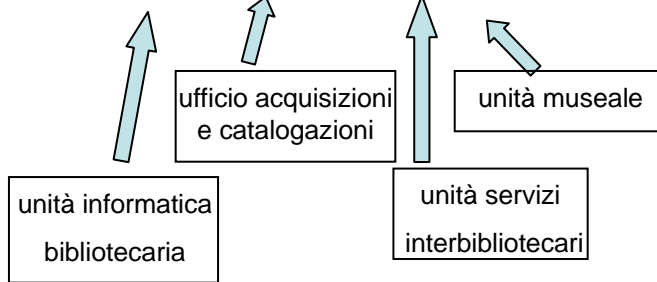 ufficio acquisizioni
e catalogazioni
unità museale
unità informatica
bibliotecaria
unità servizi
interbibliotecari